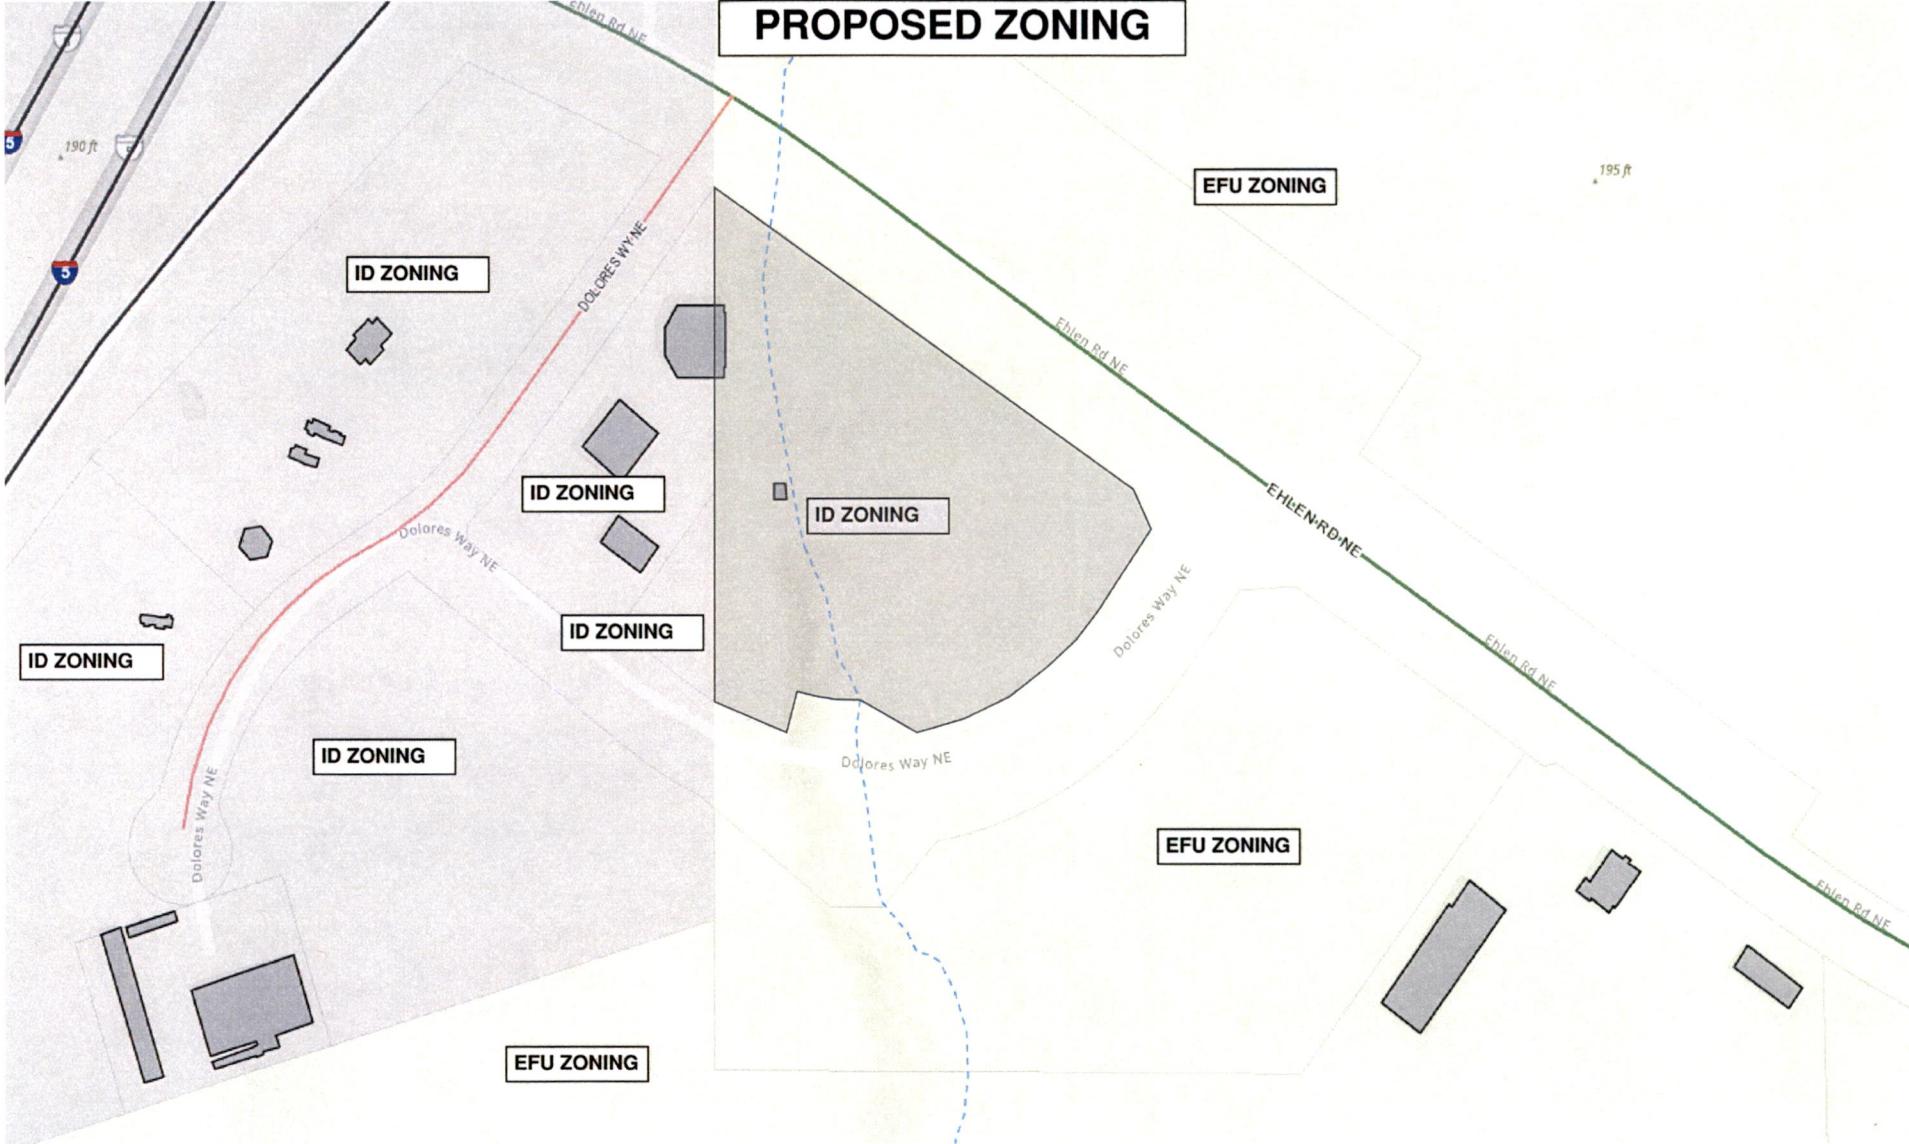 PROPOSED ZONING
Ehlen Rd NE
5
190 ft
195 ft
EFU ZONING
DOLORES WY NE
ID ZONING
5
Ehlen Rd NE
ID ZONING
ID ZONING
EHLEN RD NE
Dolores Way NE
Dolores Way NE
ID ZONING
ID ZONING
Ehlen Rd NE
ID ZONING
Dolores Way NE
Dolores Way NE
EFU ZONING
Ehlen Rd NE
EFU ZONING